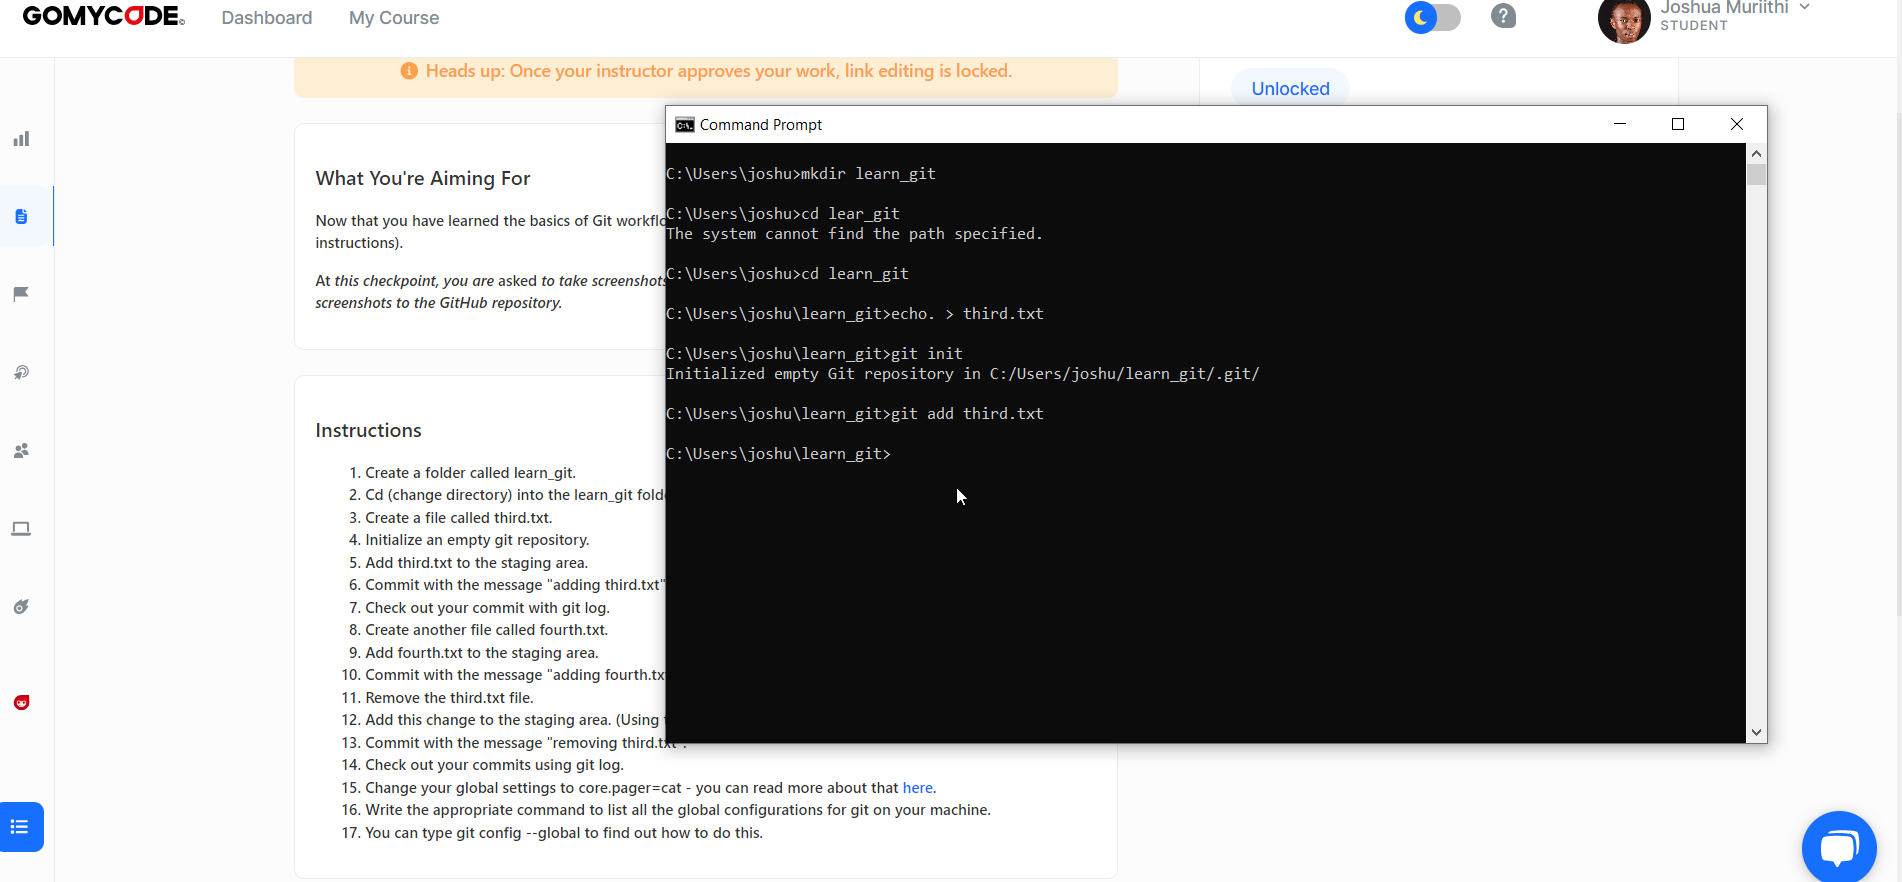 GOMYCODE
Dashboard
My Course
?
Joshua Muriithi
STUDENT
Heads up: Once your instructor approves your work, link editing is locked.
Unlocked
What You're Aiming For
Now that you have learned the basics of Git
instructions).
At this checkpoint, you are asked to take
screenshots to the GitHub repository.
Instructions
1. Create a folder called learn_git.
2. Cd (change directory) into the learn_git
3. Create a file called third.txt.
4. Initialize an empty git repository.
5. Add third.txt to the staging area.
6. Commit with the message "adding third.txt"
7. Check out your commit with git log.
8. Create another file called fourth.txt.
9. Add fourth.txt to the staging area.
10. Commit with the message "adding
11. Remove the third.txt file.
12. Add this change to the staging area. (Using
13. Commit with the message "removing third.txt".
14. Check out your commits using git log.
15. Change your global settings to core.pager=cat - you can read more about that here.
16. Write the appropriate command to list all the global configurations for git on your machine.
17. You can type git config --global to find out how to do this.
Command Prompt
C:\Users\joshu>mkdir learn_git
C:\Users\joshu>cd lear_git
The system cannot find the path specified.
C:\Users\joshu>cd learn_git
C:\Users\joshu\learn_git>echo. > third.txt
C:\Users\joshu\learn_git>git init
Initialized empty Git repository in C:/Users/joshu/learn_git/.git/
C:\Users\joshu\learn_git>git add third.txt
C:\Users\joshu\learn_git>